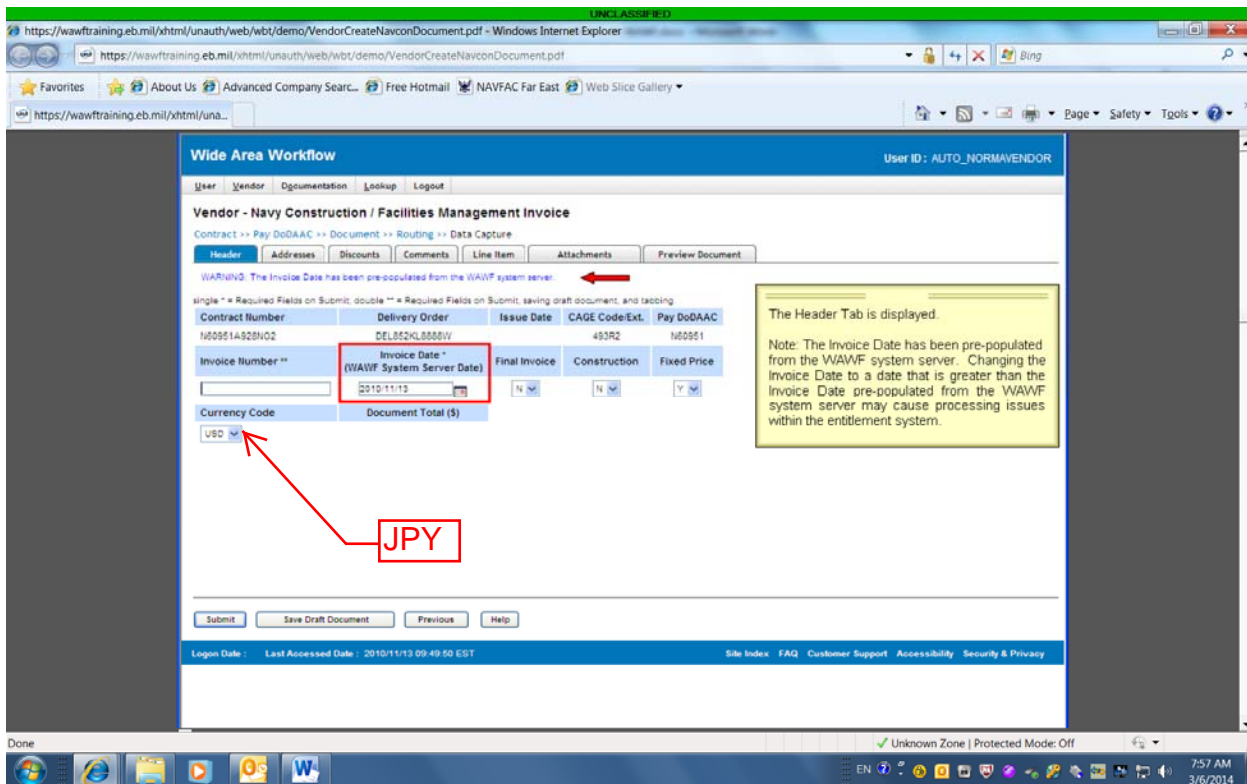 UNCLASSIFIED
https://wawftraining.eb.mil/xhtml/unauth/web/wbt/demo/VendorCreateNavconDocument.pdf - Windows Internet Explorer
https://wawftraining.eb.mil/xhtml/unauth/web/wbt/demo/VendorCreateNavconDocument.pdf
Bing
Favorites About Us Advanced Company Searc... Free Hotmail NAVFAC Far East Web Slice Gallery
https://wawftraining.eb.mil/xhtml/una...
Page Safety Tools
Wide Area Workflow
User ID : AUTO_NORMAVENDOR
User Vendor Documentation Lookup Logout
Vendor - Navy Construction / Facilities Management Invoice
Contract >> Pay DoDAAC >> Document >> Routing >> Data Capture
Header Addresses Discounts Comments Line Item Attachments Preview Document
WARNING: The Invoice Date has been pre-populated from the WAWF system server.
single * = Required Fields on Submit, double ** = Required Fields on Submit, saving draft document, and tabbing.
Contract Number Delivery Order Issue Date CAGE Code/Ext. Pay DoDAAC
N60951A928NO2 DEL852KL8888W 493R2 N60951
Invoice Number ** Invoice Date * (WAWF System Server Date) Final Invoice Construction Fixed Price
2010/11/13 N N Y
Currency Code Document Total ($)
USD
JPY
The Header Tab is displayed.
Note: The Invoice Date has been pre-populated
from the WAWF system server. Changing the
Invoice Date to a date that is greater than the
Invoice Date pre-populated from the WAWF
system server may cause processing issues
within the entitlement system.
Submit Save Draft Document Previous Help
Logon Date : Last Accessed Date : 2010/11/13 09:49:50 EST
Site Index FAQ Customer Support Accessibility Security & Privacy
Done
Unknown Zone | Protected Mode: Off
EN
7:57 AM
3/6/2014